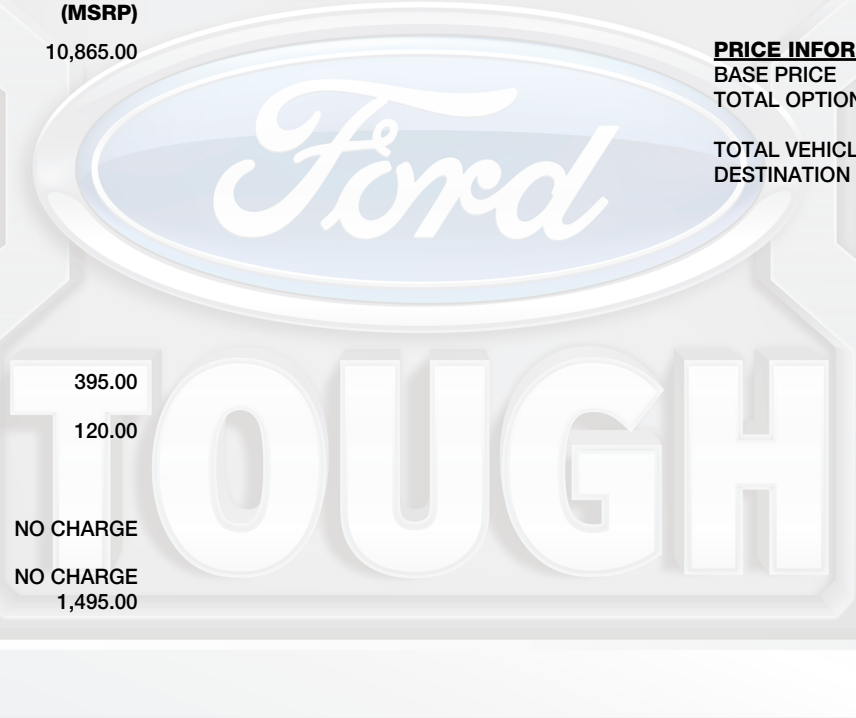 (MSRP)
10,865.00
PRICE INFOR
BASE PRICE
TOTAL OPTION
TOTAL VEHICL
DESTINATION
Ford
TOUGH
395.00
120.00
NO CHARGE
NO CHARGE
1,495.00